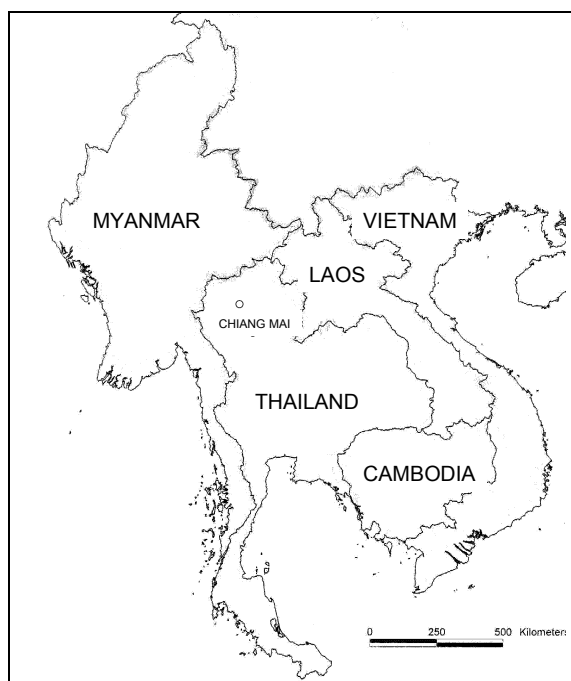 MYANMAR
VIETNAM
LAOS
CHIANG MAI
THAILAND
CAMBODIA
0 250 500 Kilometers